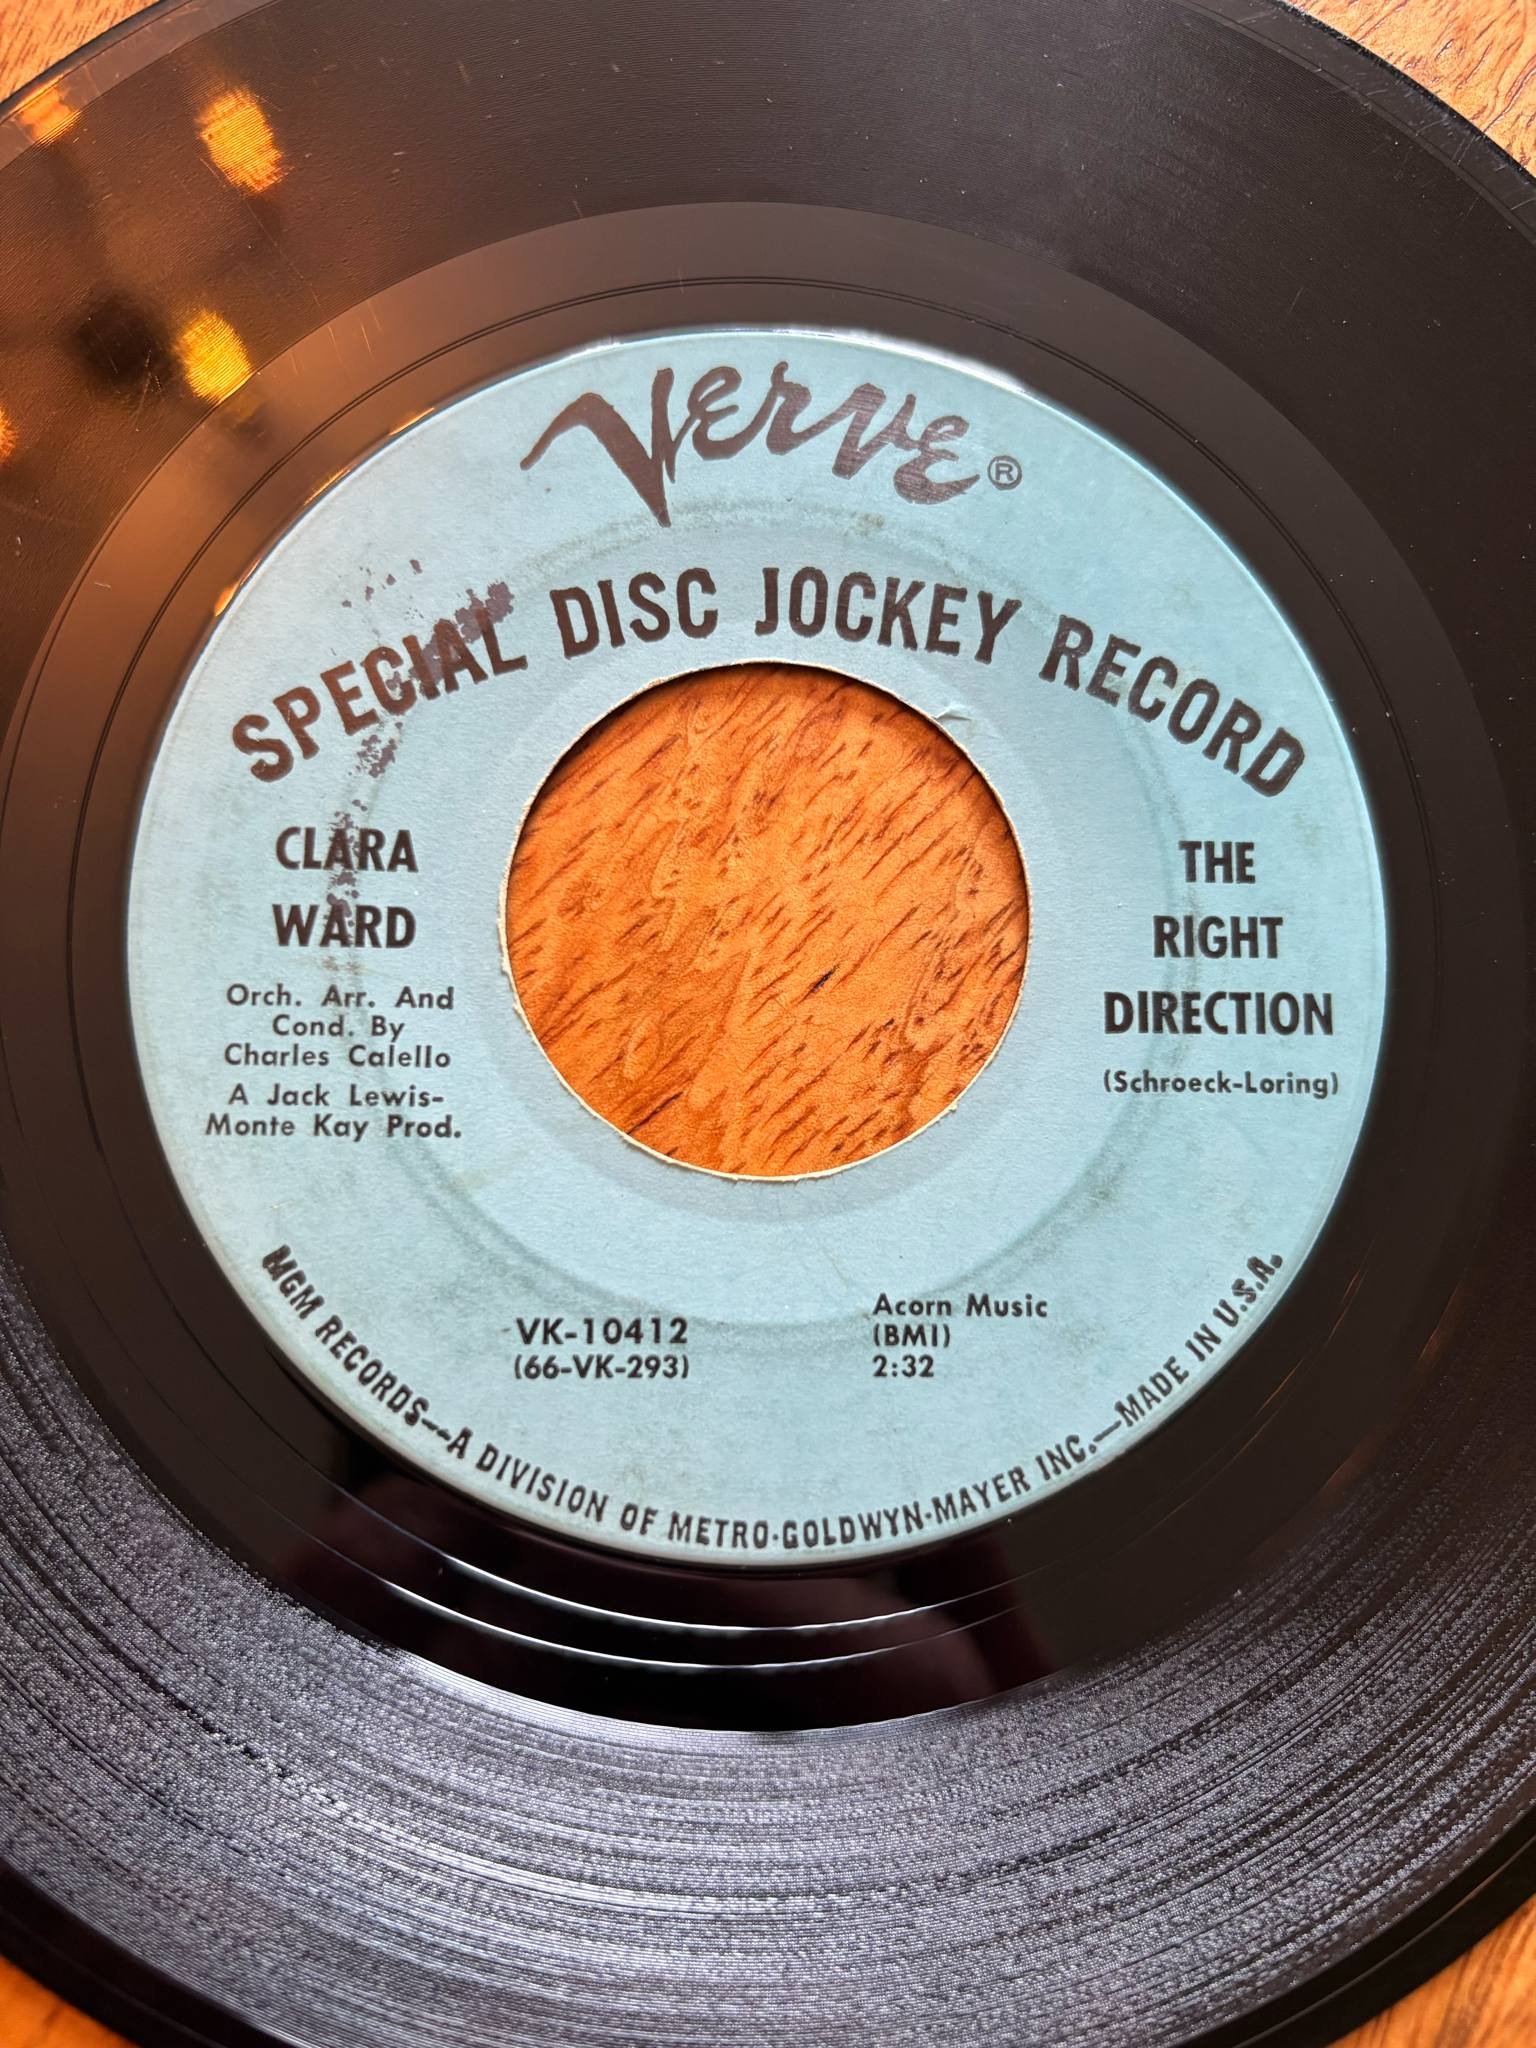 Verve®
SPECIAL DISC JOCKEY RECORD
CLARA
WARD
Orch. Arr. And
Cond. By
Charles Calello
A Jack Lewis-
Monte Kay Prod.
THE
RIGHT
DIRECTION
(Schroeck-Loring)
VK-10412
(66-VK-293)
Acorn Music
(BMI)
2:32
MGM RECORDS—A DIVISION OF METRO-GOLDWYN-MAYER INC.—MADE IN U.S.A.